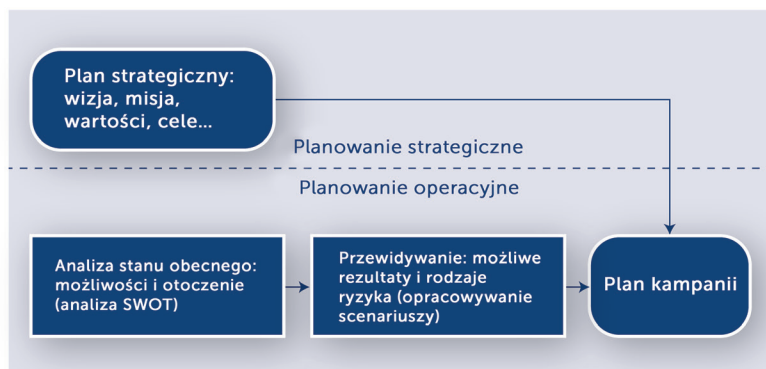 Plan strategiczny:
wizja, misja,
wartości, cele...
Planowanie strategiczne
Planowanie operacyjne
Analiza stanu obecnego:
możliwości i otoczenie
(analiza SWOT)
Przewidywanie: możliwe
rezultaty i rodzaje
ryzyka (opracowywanie
scenariuszy)
Plan kampanii